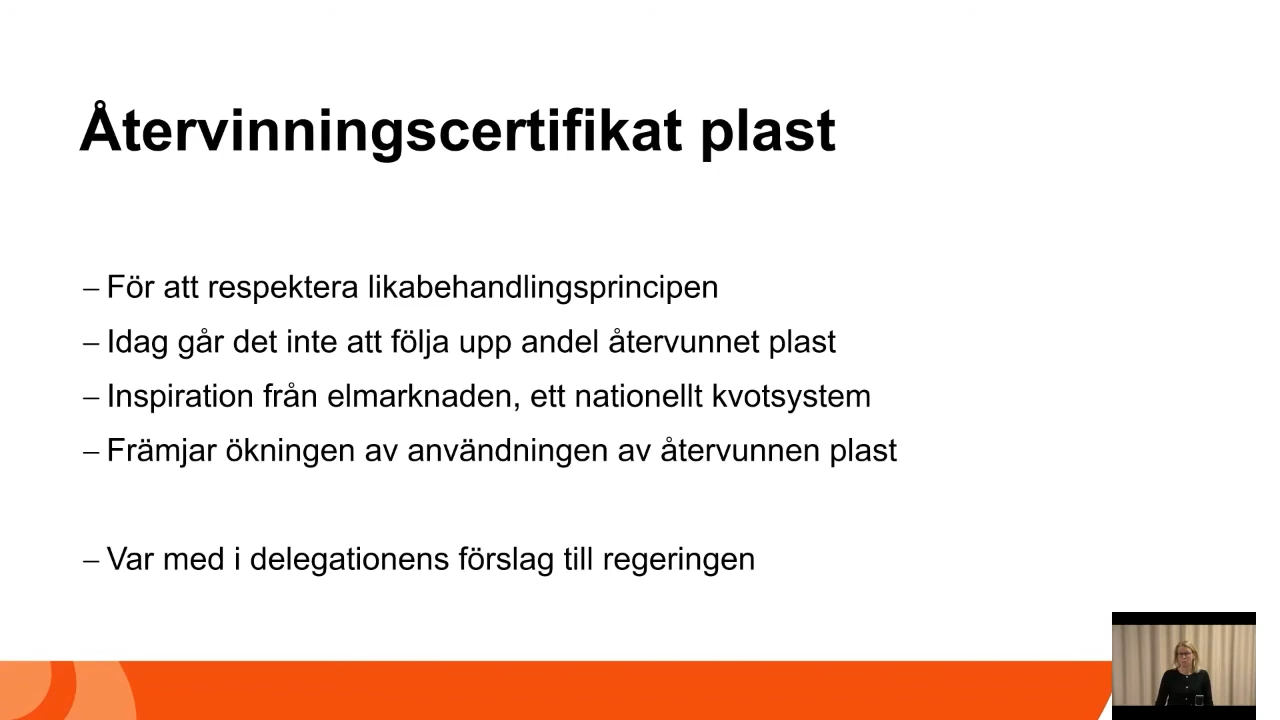 Återvinningscertifikat plast
– För att respektera likabehandlingsprincipen
– Idag går det inte att följa upp andel återvunnet plast
– Inspiration från elmarknaden, ett nationellt kvotsystem
– Främjar ökningen av användningen av återvunnen plast
– Var med i delegationens förslag till regeringen